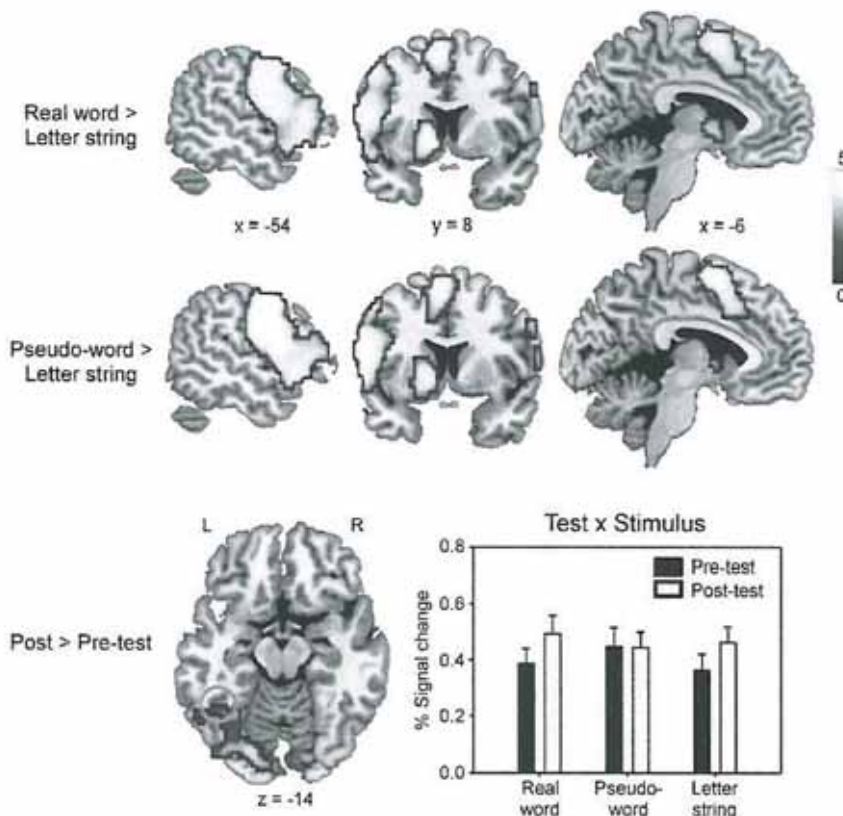 Real word >
Letter string
x = -54
y = 8
x = -6
5
0
Pseudo-word >
Letter string
L
R
Post > Pre-test
z = -14
Test x Stimulus
% Signal change
0.8
0.6
0.4
0.2
0.0
Pre-test
Post-test
Real
word
Pseudo-
word
Letter
string